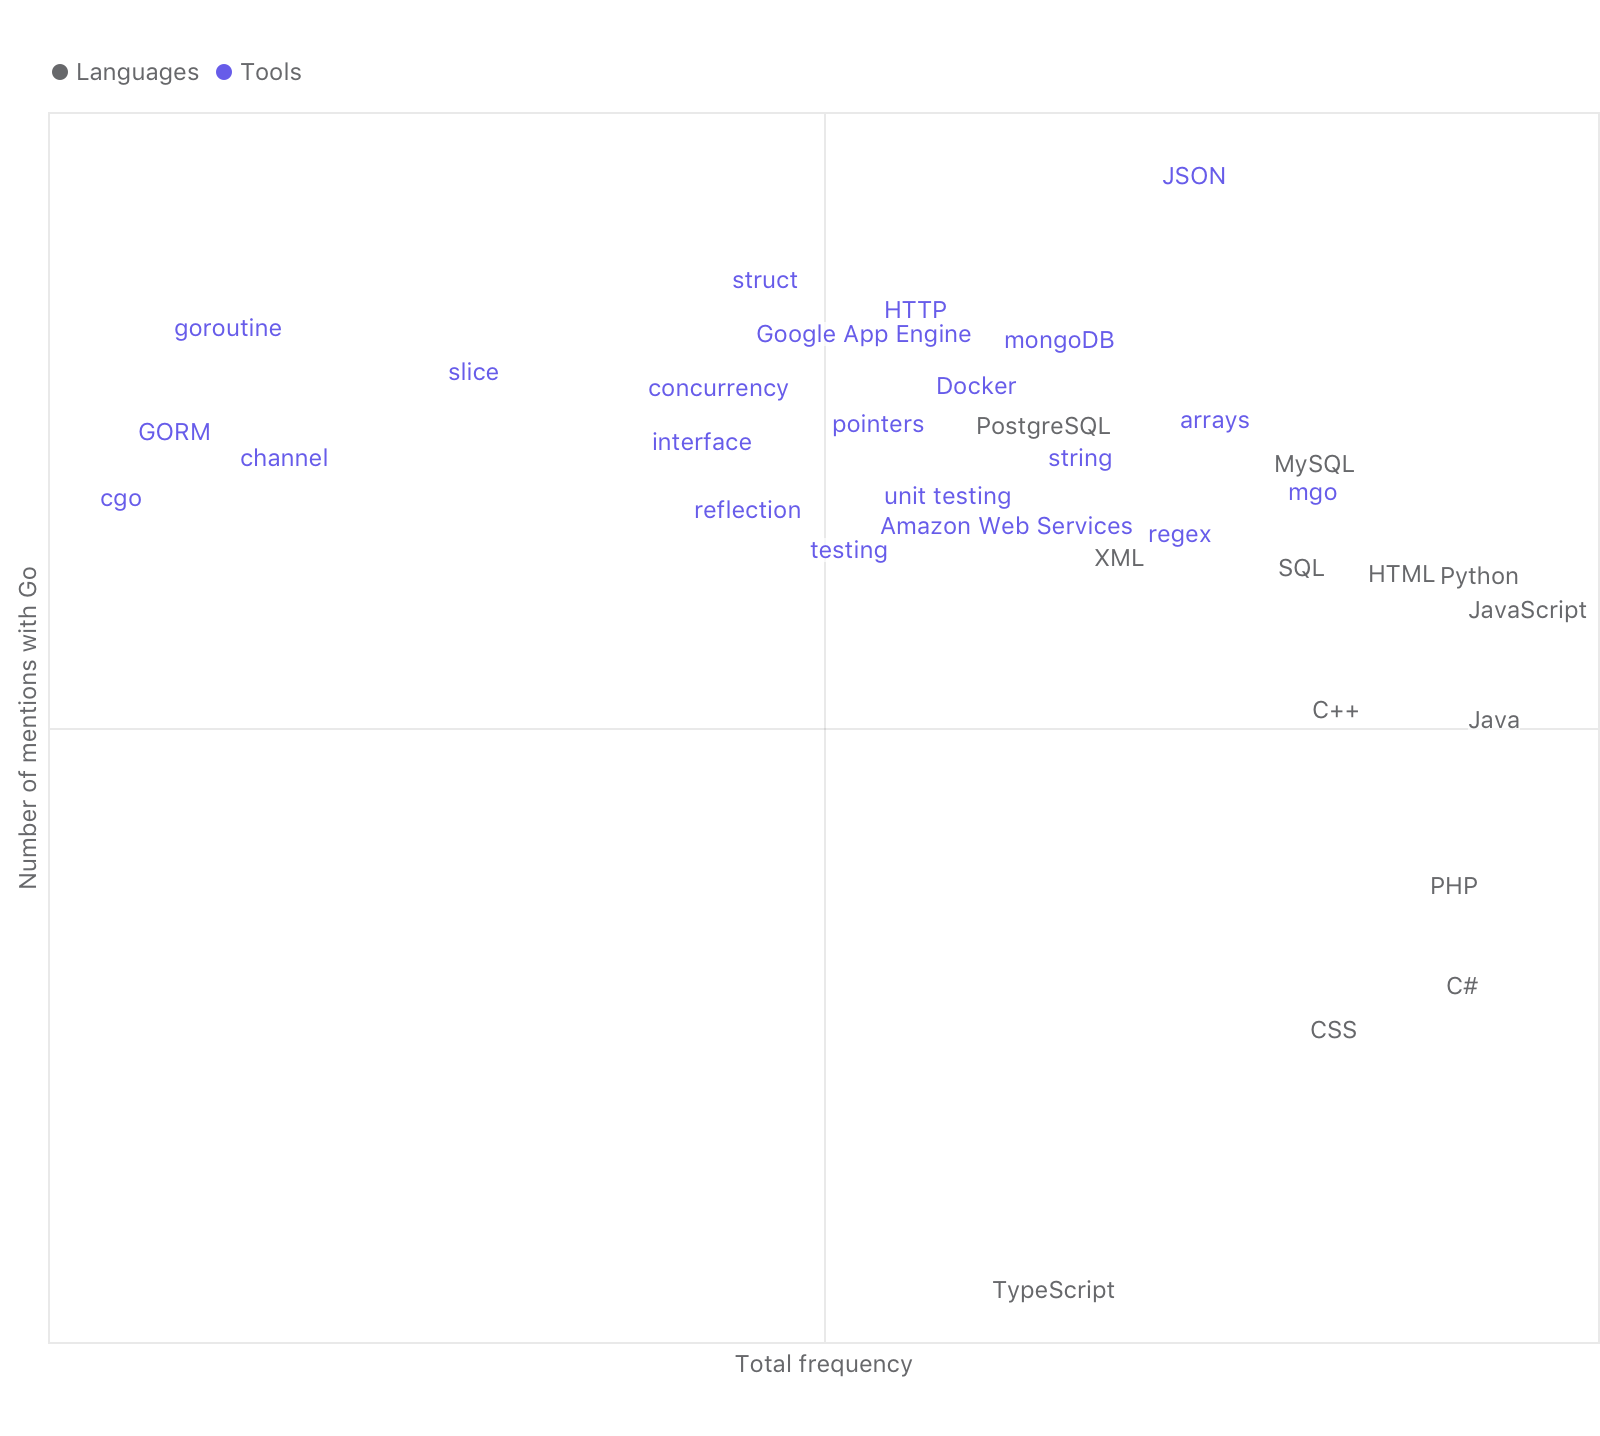 Languages
Tools
JSON
struct
HTTP
goroutine
Google App Engine
mongoDB
slice
concurrency
Docker
pointers
PostgreSQL
arrays
GORM
interface
channel
string
MySQL
cgo
unit testing
mgo
reflection
Amazon Web Services
regex
testing
XML
SQL
HTML
Python
JavaScript
C++
Java
Number of mentions with Go
PHP
C#
CSS
TypeScript
Total frequency